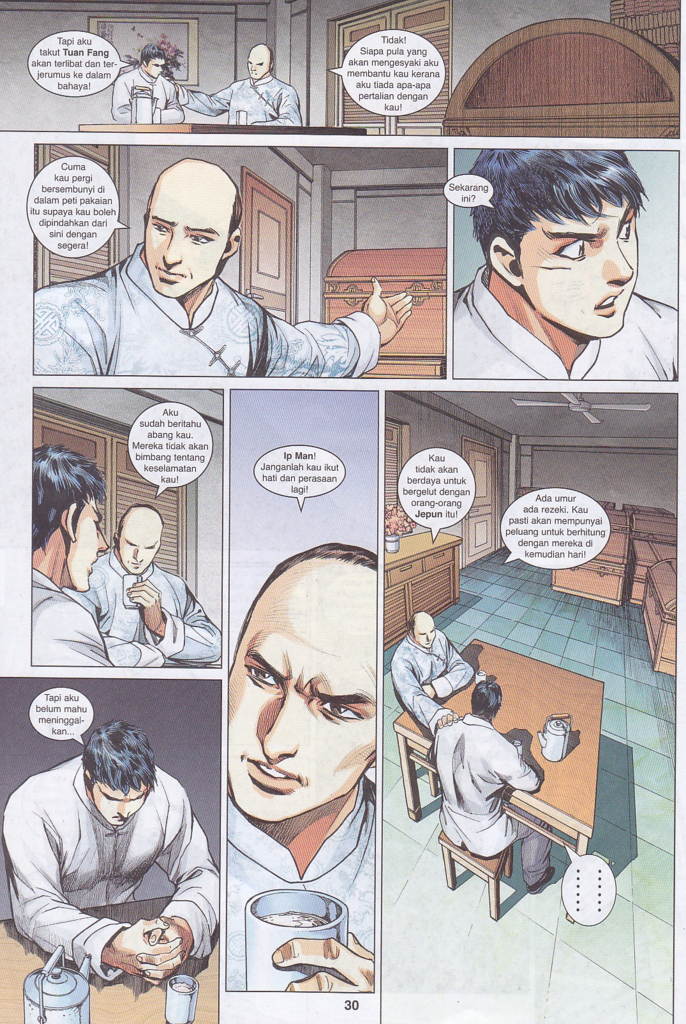 Tapi aku
takut Tuan Fang
akan terlibat dan ter-
jerumus ke dalam
bahaya!
Tidak!
Siapa pula yang
akan mengesyaki aku
membantu kau kerana
aku tiada apa-apa
pertalian dengan
kau!
Cuma
kau pergi
bersembunyi di
dalam peti pakaian
itu supaya kau boleh
dipindahkan dari
sini dengan
segera!
Sekarang
ini?
Aku
sudah beritahu
abang kau.
Mereka tidak akan
bimbang tentang
keselamatan
kau!
Tapi aku
belum mahu
meninggal-
kan...
Ip Man!
Janganlah kau ikut
hati dan perasaan
lagi!
Kau
tidak akan
berdaya untuk
bergelut dengan
orang-orang
Jepun itu!
Ada umur
ada rezeki. Kau
pasti akan mempunyai
peluang untuk berhitung
dengan mereka di
kemudian hari!
30